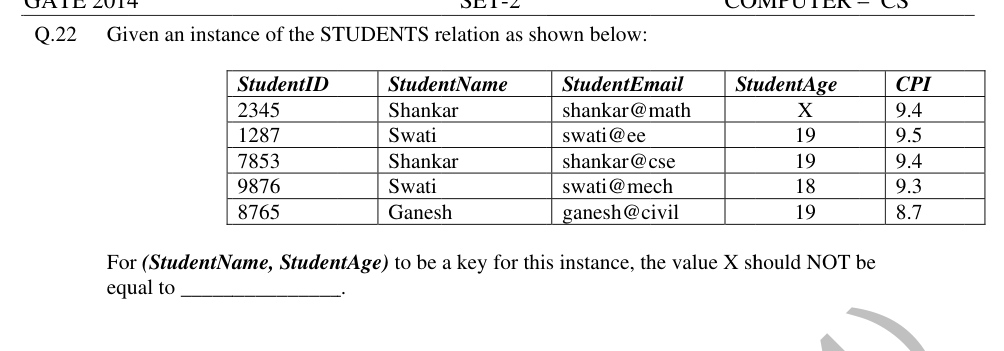 GATE 2014 SET-2 COMPUTER – CS
Q.22 Given an instance of the STUDENTS relation as shown below:
StudentID StudentName StudentEmail StudentAge CPI
2345 Shankar shankar@math X 9.4
1287 Swati swati@ee 19 9.5
7853 Shankar shankar@cse 19 9.4
9876 Swati swati@mech 18 9.3
8765 Ganesh ganesh@civil 19 8.7
For (StudentName, StudentAge) to be a key for this instance, the value X should NOT be
equal to _______________.